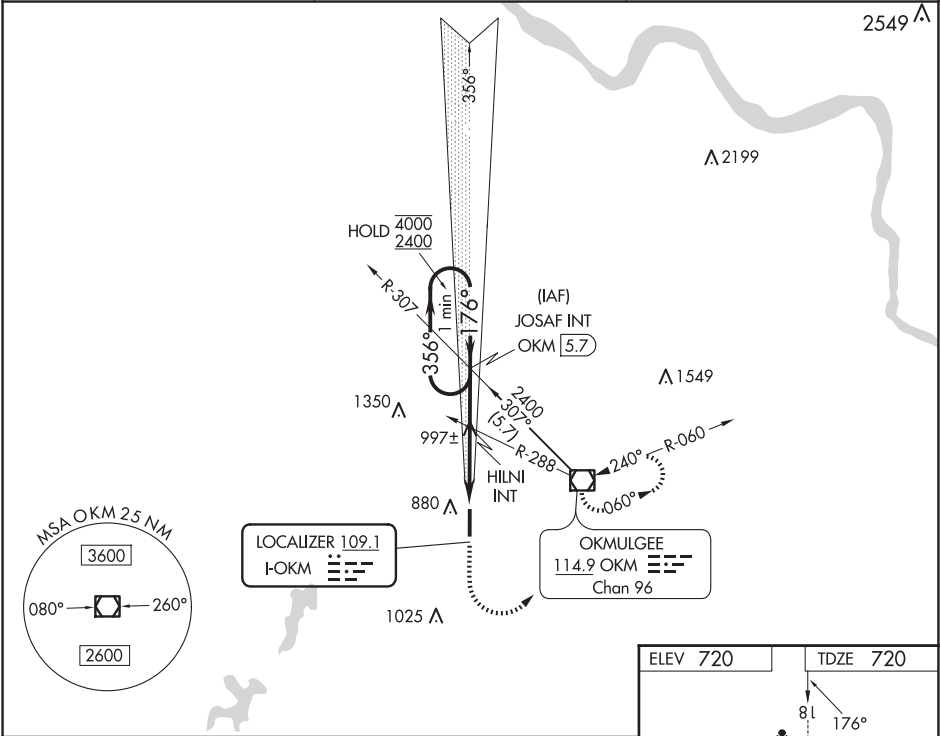 2549
356°
2199
HOLD 4000
2400
R-307
1 min
176°
356°
(IAF)
JOSAF INT
OKM 5.7
1549
2400
307°
(5.7)
1350
997±
R-288
HILNI
INT
240°
R-060
060°
880
MSA OKM 25 NM
3600
080°
260°
2600
LOCALIZER 109.1
I-OKM
OKMULGEE
114.9 OKM
Chan 96
1025
ELEV 720
TDZE 720
18
176°